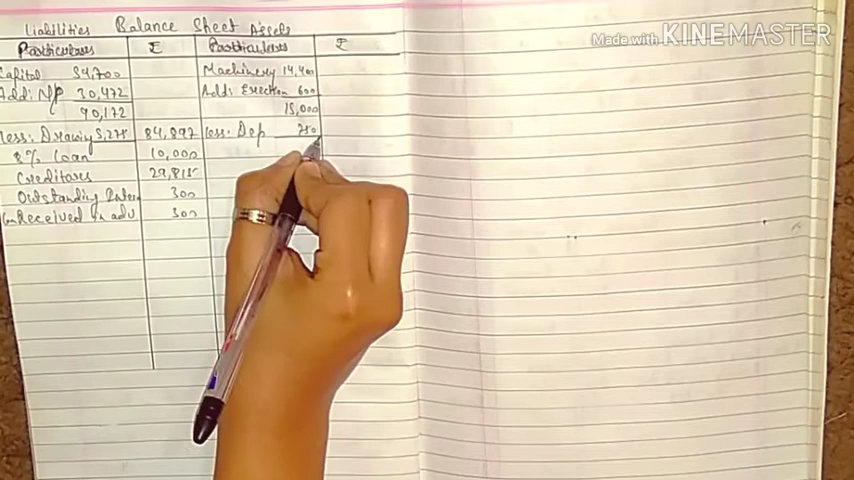 Made with KINEMASTER
Liabilities Balance Sheet Assets
Particulars ₹ Particulars ₹
Capital 54,700 Machinery 14,400
Add: NP 30,472 Add: Erection 600
90,172 15,000
Less: Drawing 5,275 84,897 Less: Dep 750
8% Loan 10,000
Creditors 29,815
Outstanding 300
Received in adv 300